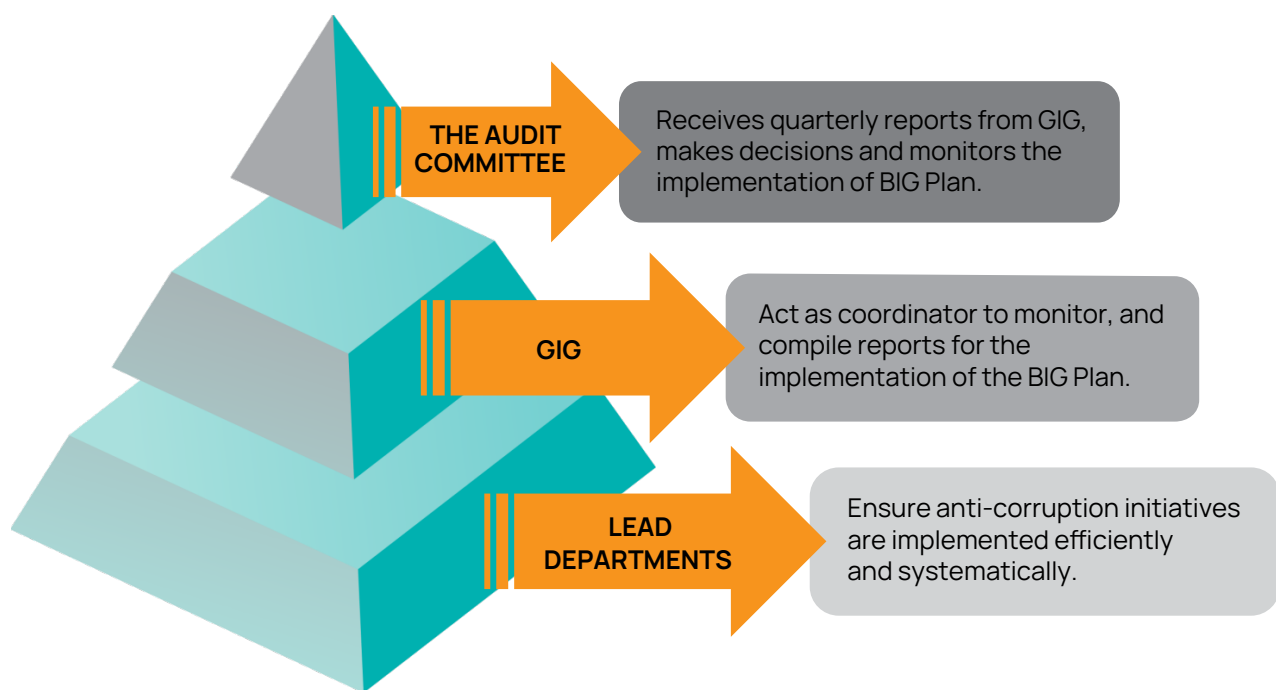 THE AUDIT
COMMITTEE
Receives quarterly reports from GIG,
makes decisions and monitors the
implementation of BIG Plan.
GIG
Act as coordinator to monitor, and
compile reports for the
implementation of the BIG Plan.
LEAD
DEPARTMENTS
Ensure anti-corruption initiatives
are implemented efficiently
and systematically.